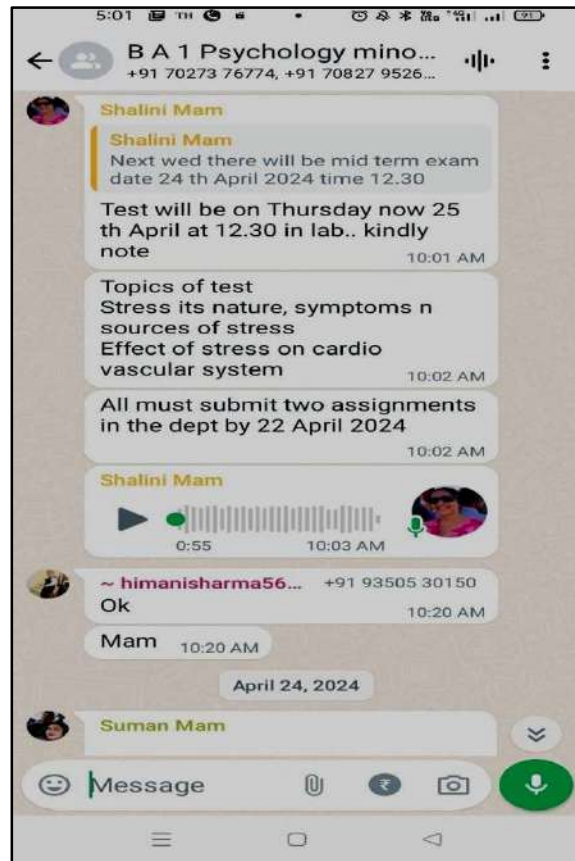 5:01
B A 1 Psychology mino...
+91 70273 76774, +91 70827 9526...
Shalini Mam
Shalini Mam
Next wed there will be mid term exam
date 24 th April 2024 time 12.30
Test will be on Thursday now 25
th April at 12.30 in lab.. kindly
note
10:01 AM
Topics of test
Stress its nature, symptoms n
sources of stress
Effect of stress on cardio
vascular system
10:02 AM
All must submit two assignments
in the dept by 22 April 2024
10:02 AM
Shalini Mam
0:55 10:03 AM
~ himanisharma56... +91 93505 30150
Ok
10:20 AM
Mam 10:20 AM
April 24, 2024
Suman Mam
Message